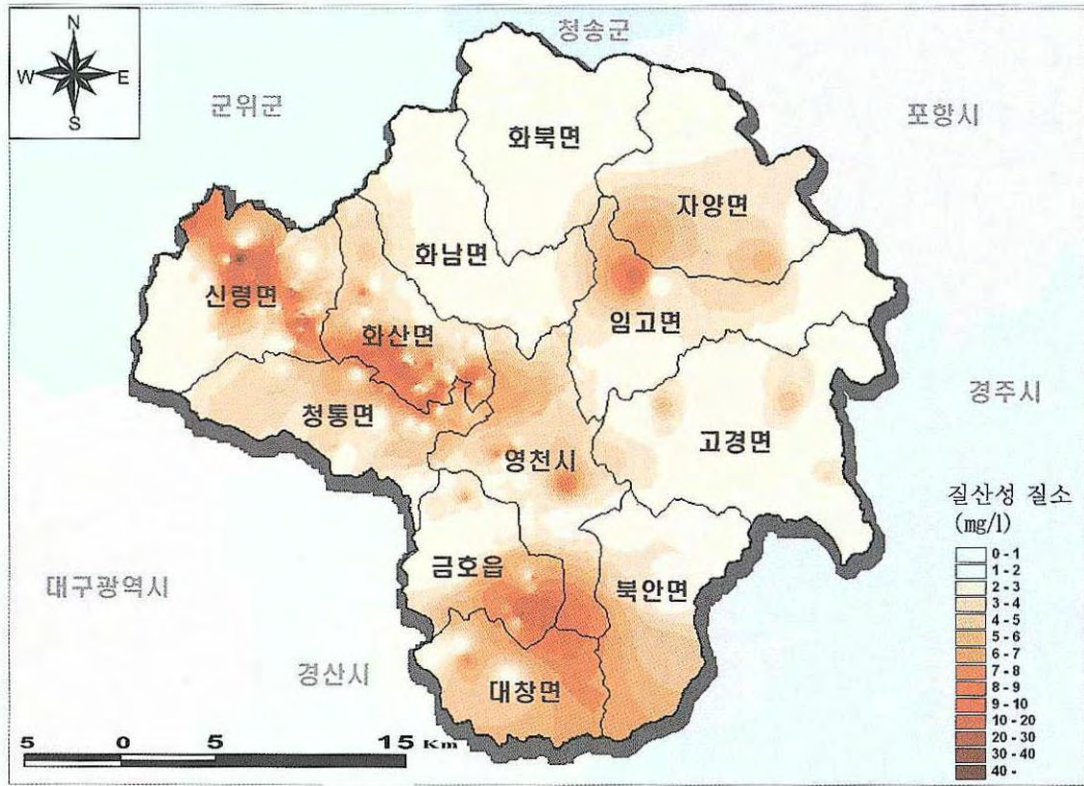 N
W E
S
청송군
군위군
포항시
화북면
자양면
화남면
신령면
임고면
화산면
경주시
청통면
고경면
영천시
질산성 질소
(mg/l)
0 - 1
1 - 2
2 - 3
3 - 4
4 - 5
5 - 6
6 - 7
7 - 8
8 - 9
9 - 10
10 - 20
20 - 30
30 - 40
40 -
금호읍
북안면
대구광역시
경산시
대창면
5 0 5 15 Km